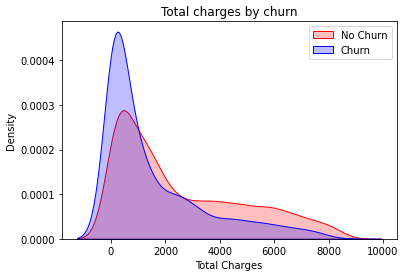 Total charges by churn
No Churn
Churn
Density
0.0004
0.0003
0.0002
0.0001
0.0000
0 2000 4000 6000 8000 10000
Total Charges